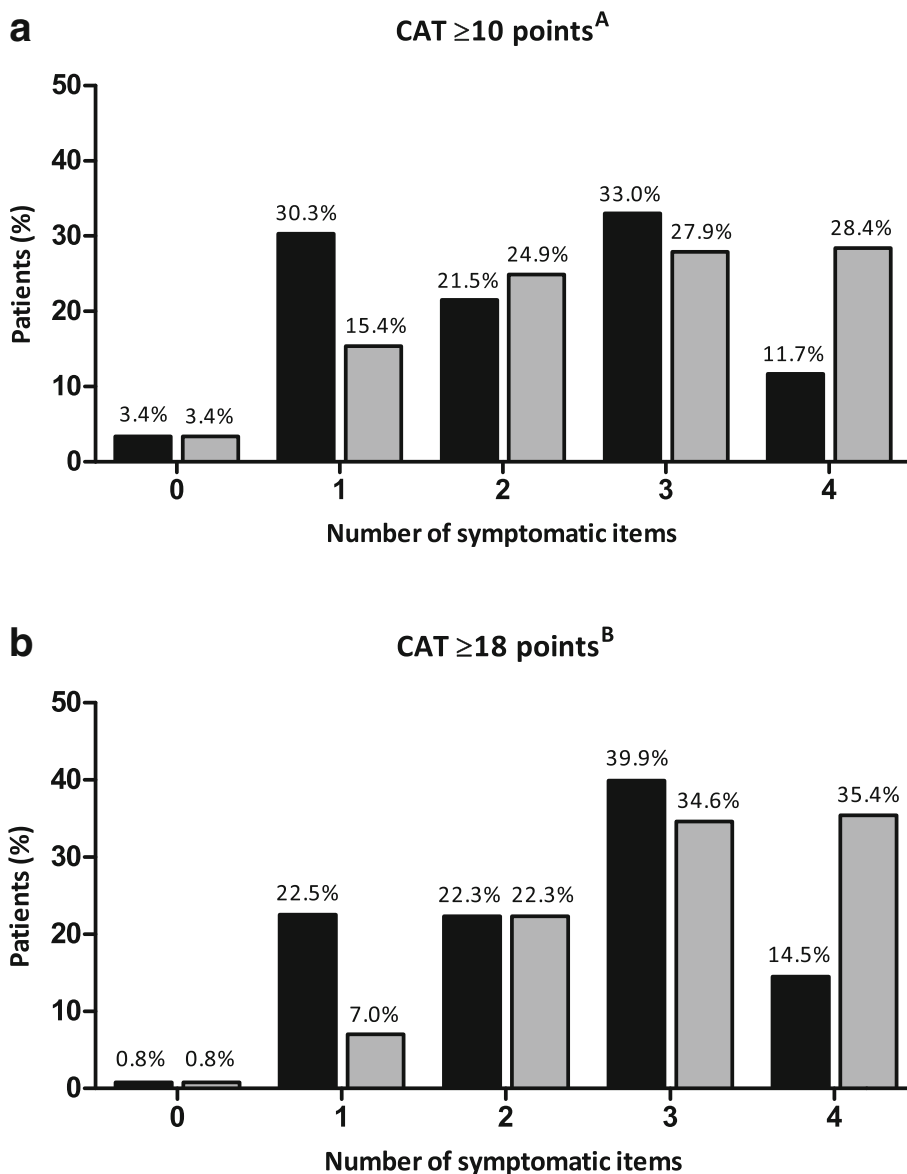 a
CAT ≥10 pointsA
50
40
30
20
10
0
Patients (%)
3.4% 3.4%
30.3% 15.4%
21.5% 24.9%
33.0% 27.9%
11.7% 28.4%
0 1 2 3 4
Number of symptomatic items
b
CAT ≥18 pointsB
50
40
30
20
10
0
Patients (%)
0.8% 0.8%
22.5% 7.0%
22.3% 22.3%
39.9% 34.6%
14.5% 35.4%
0 1 2 3 4
Number of symptomatic items